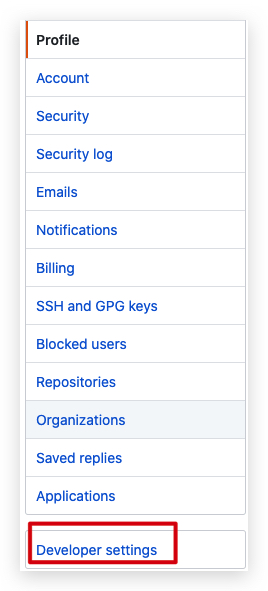 Profile
Account
Security
Security log
Emails
Notifications
Billing
SSH and GPG keys
Blocked users
Repositories
Organizations
Saved replies
Applications
Developer settings